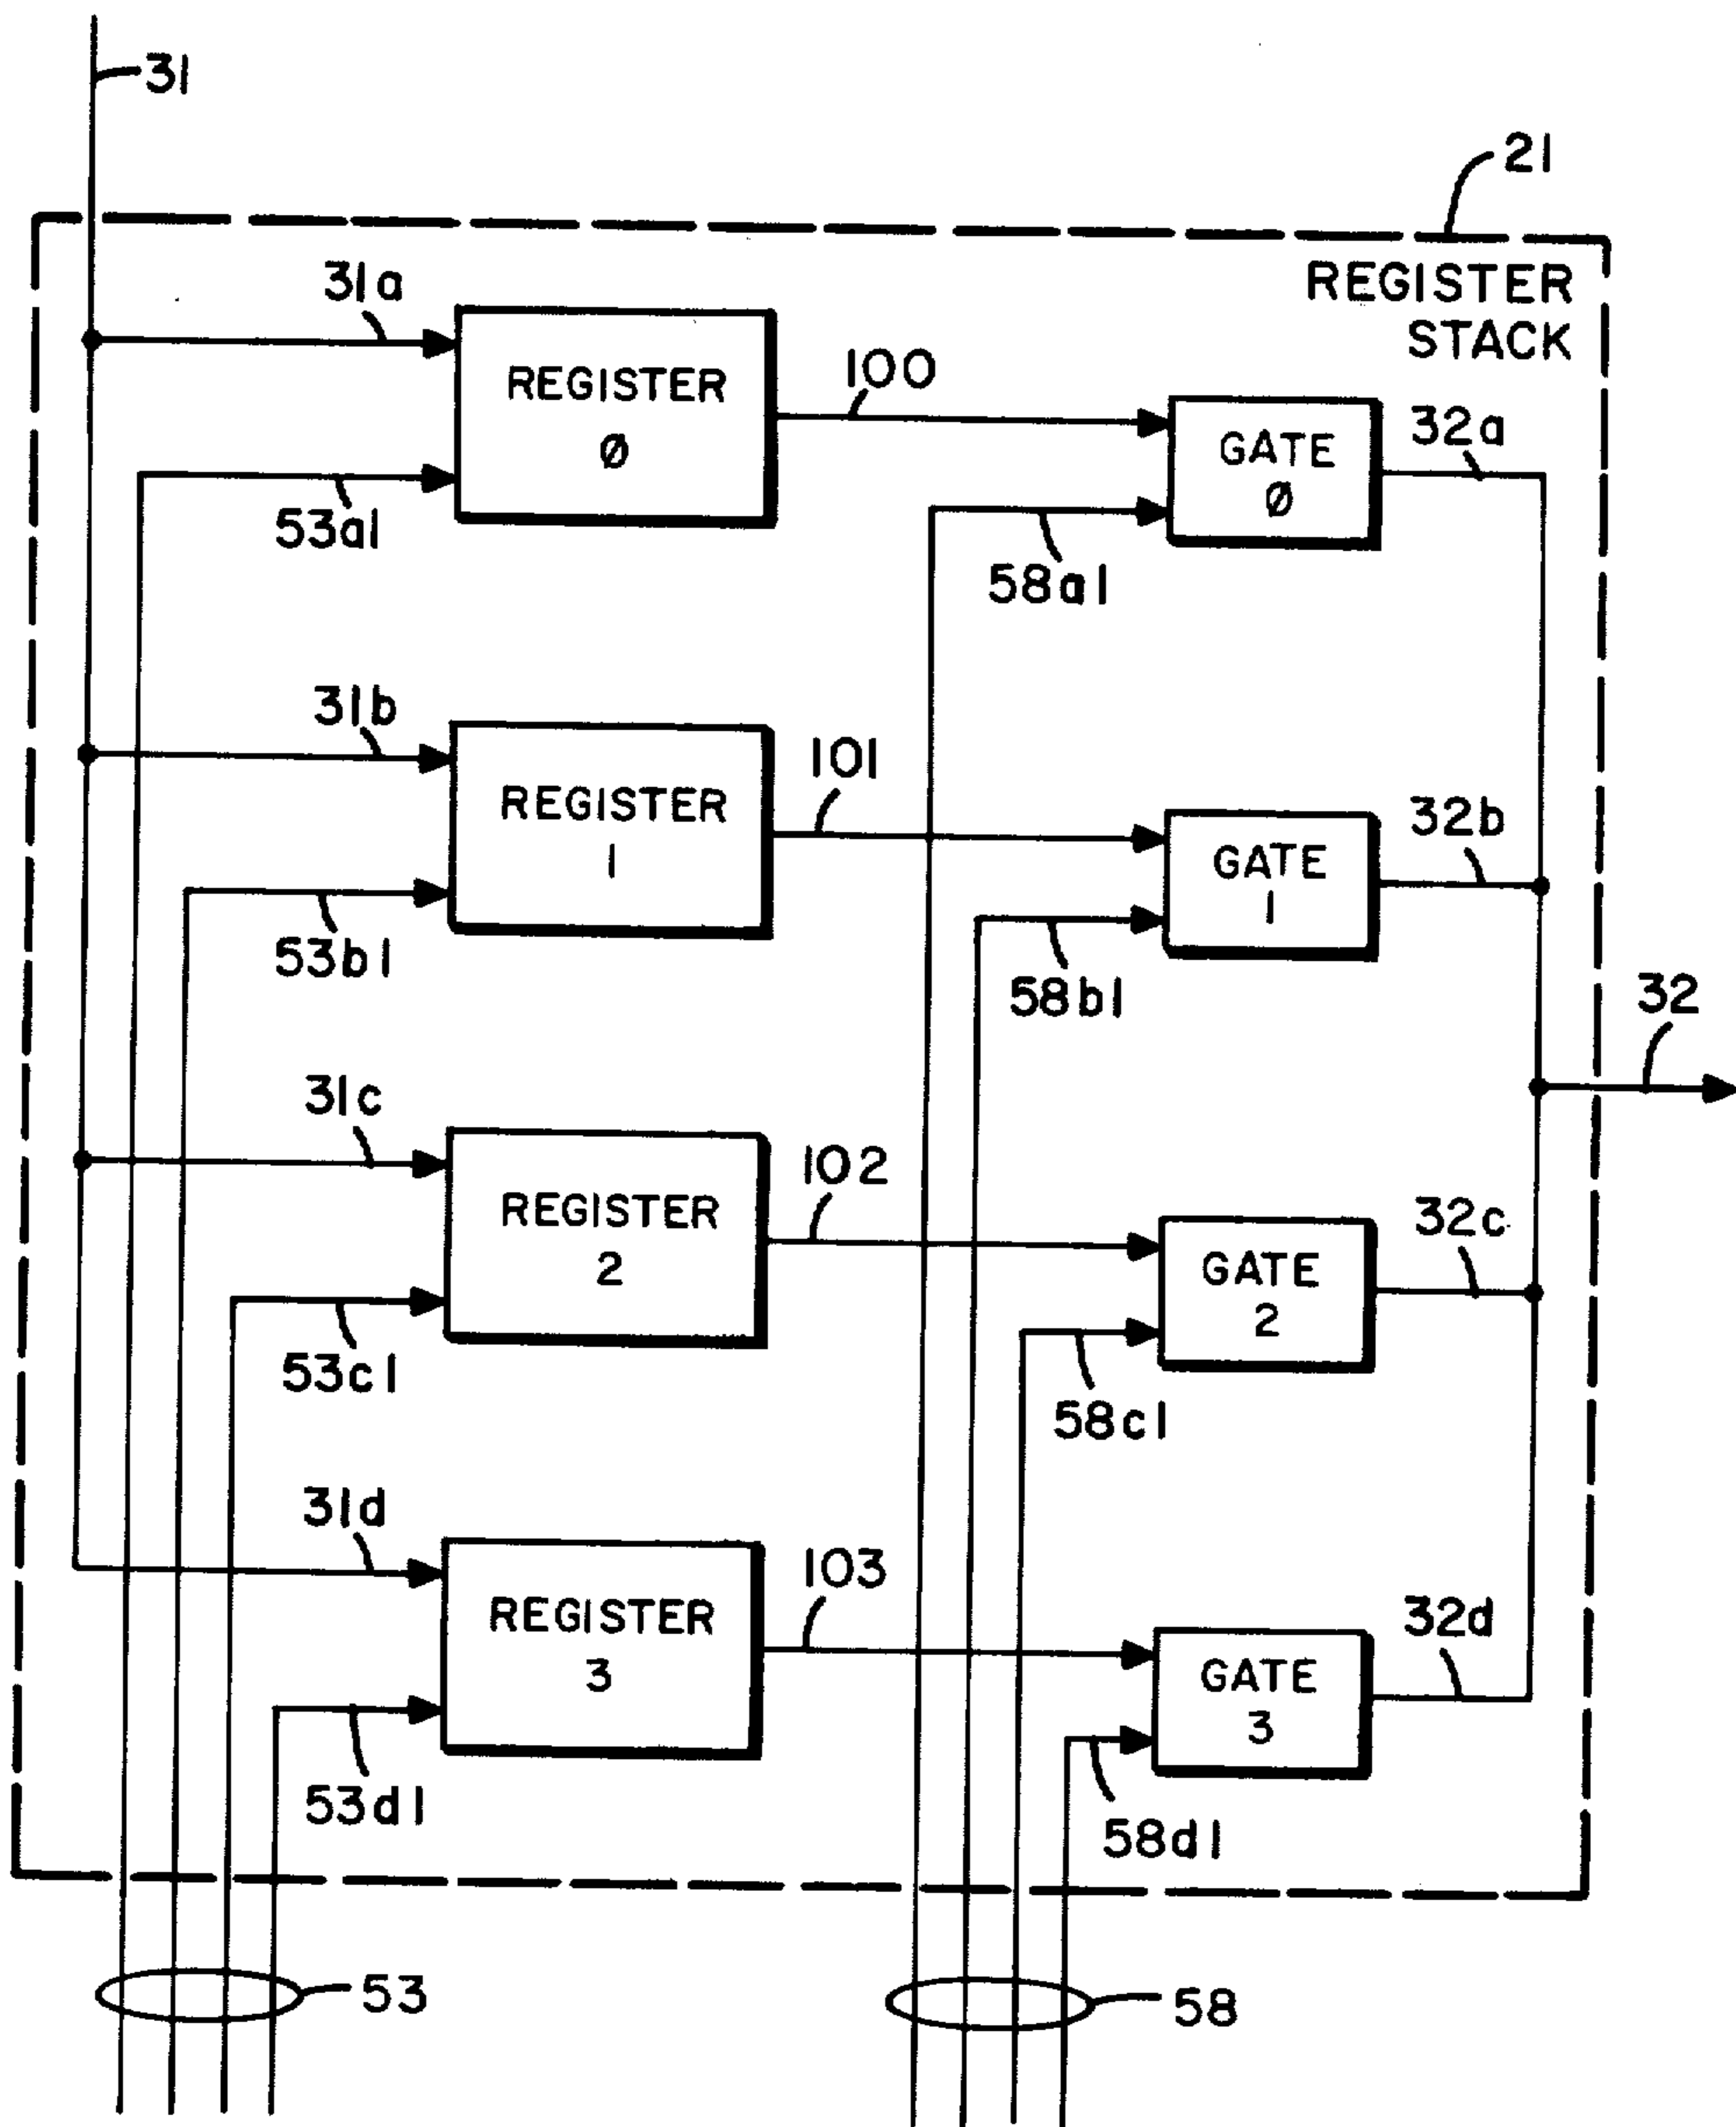 31
21
REGISTER
STACK
31a
REGISTER
Ø
100
GATE
Ø
32a
53a1
58a1
31b
REGISTER
1
101
GATE
1
32b
53b1
58b1
32
31c
REGISTER
2
102
GATE
2
32c
53c1
58c1
31d
REGISTER
3
103
GATE
3
32d
53d1
58d1
53
58